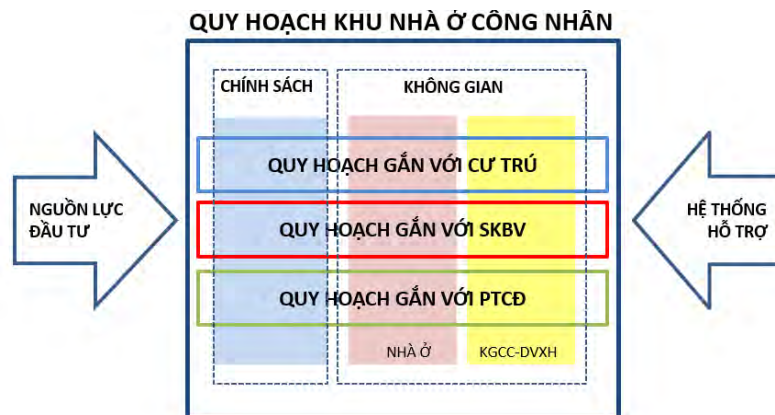 QUY HOẠCH KHU NHÀ Ở CÔNG NHÂN
CHÍNH SÁCH
KHÔNG GIAN
QUY HOẠCH GẮN VỚI CƯ TRÚ
NGUỒN LỰC
ĐẦU TƯ
QUY HOẠCH GẮN VỚI SKBV
HỆ THỐNG
HỖ TRỢ
QUY HOẠCH GẮN VỚI PTCĐ
NHÀ Ở
KGCC-DVXH